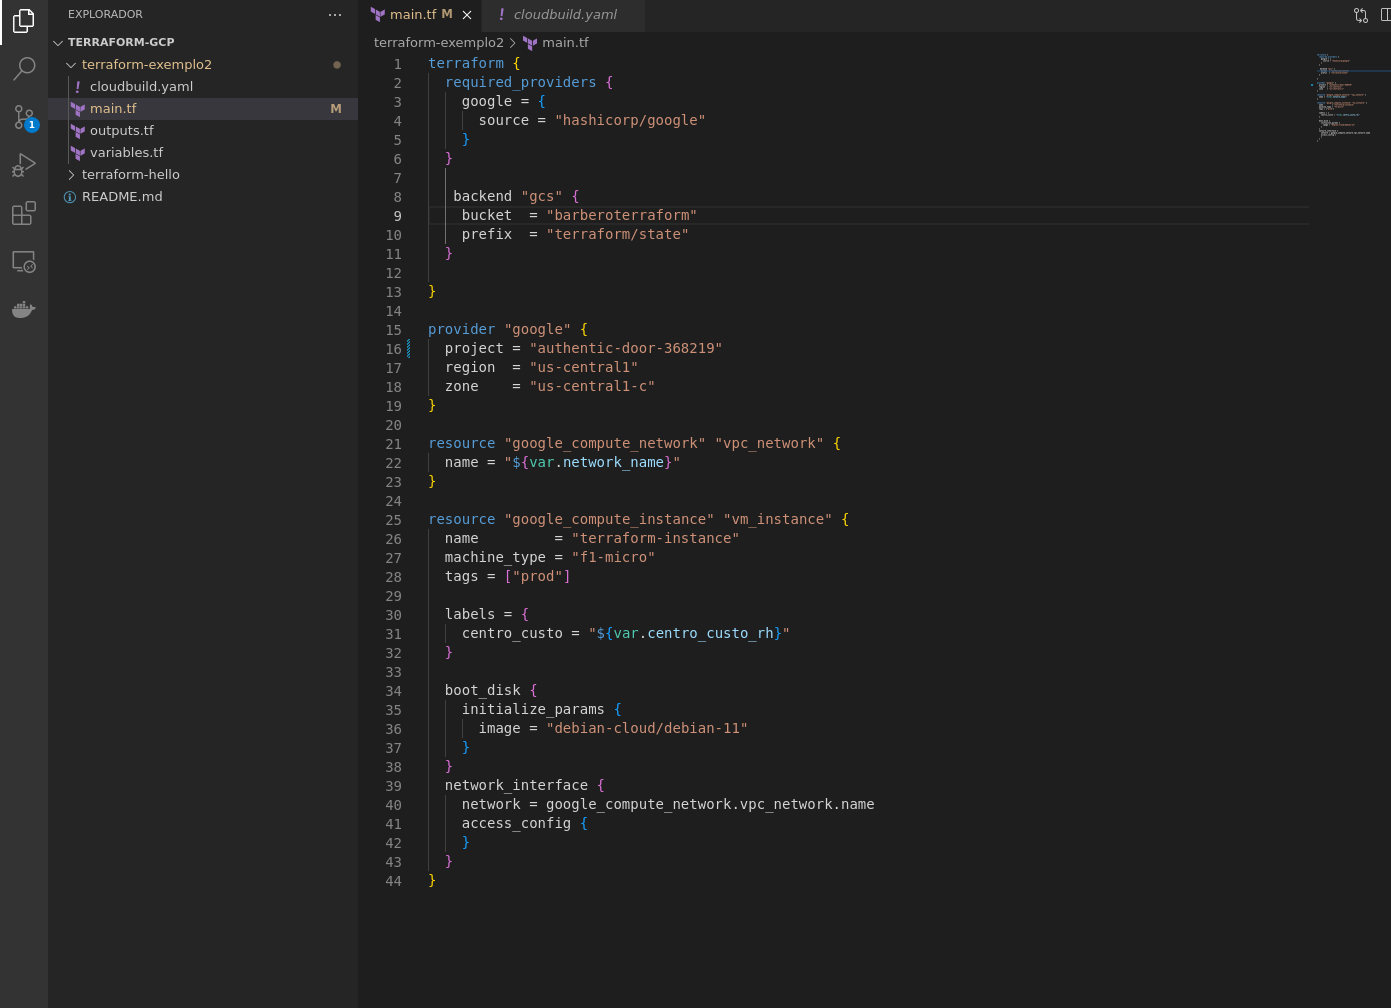 EXPLORADOR
TERRAFORM-GCP
terraform-exemplo2
! cloudbuild.yaml
main.tf M
outputs.tf
variables.tf
terraform-hello
README.md
1
main.tf M
! cloudbuild.yaml
terraform-exemplo2 > main.tf
1 terraform {
2   required_providers {
3     google = {
4       source = "hashicorp/google"
5     }
6   }
7
8    backend "gcs" {
9     bucket  = "barberoterraform"
10     prefix  = "terraform/state"
11   }
12
13 }
14
15 provider "google" {
16   project = "authentic-door-368219"
17   region  = "us-central1"
18   zone    = "us-central1-c"
19 }
20
21 resource "google_compute_network" "vpc_network" {
22   name = "${var.network_name}"
23 }
24
25 resource "google_compute_instance" "vm_instance" {
26   name         = "terraform-instance"
27   machine_type = "f1-micro"
28   tags = ["prod"]
29
30   labels = {
31     centro_custo = "${var.centro_custo_rh}"
32   }
33
34   boot_disk {
35     initialize_params {
36       image = "debian-cloud/debian-11"
37     }
38   }
39   network_interface {
40     network = google_compute_network.vpc_network.name
41     access_config {
42     }
43   }
44 }